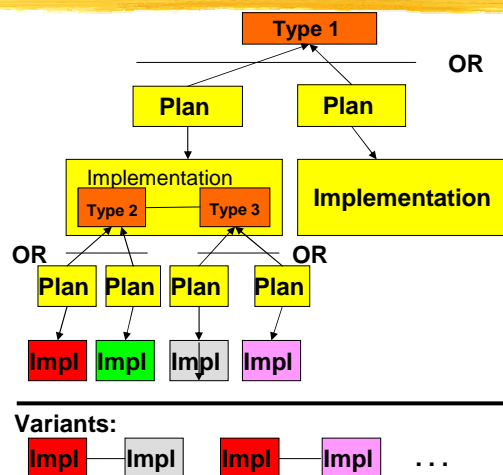 Type 1
OR
Plan Plan
Implementation
Implementation
Type 2 Type 3
OR OR
Plan Plan Plan Plan
Impl Impl Impl Impl
Variants:
Impl Impl Impl Impl . . .